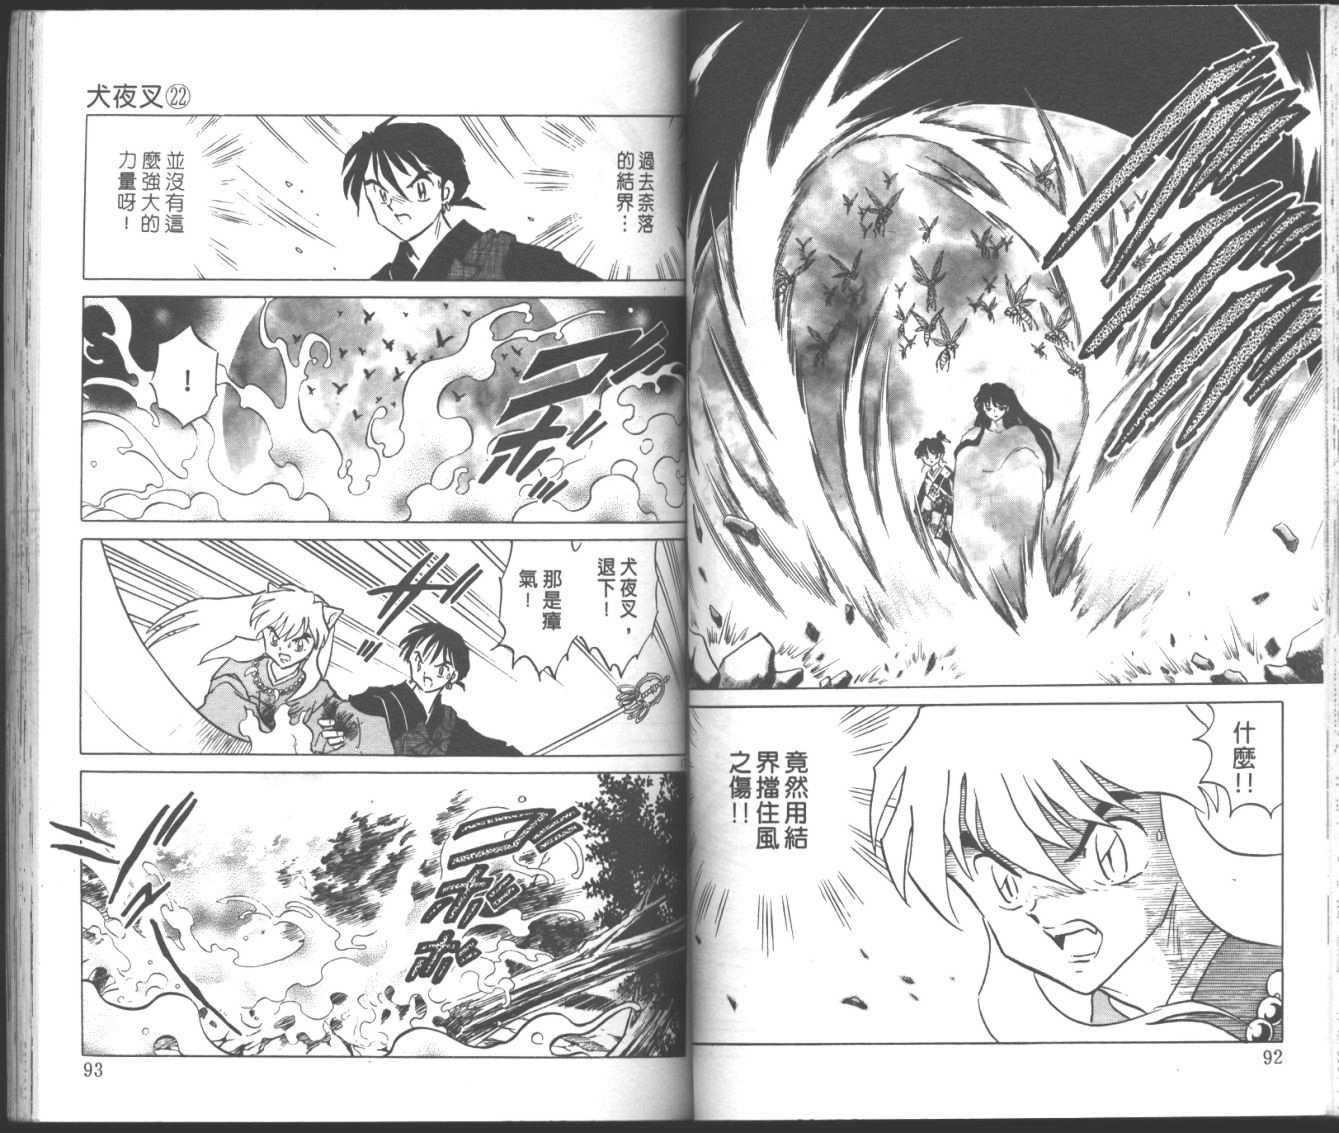 什麼!!
竟然用結
界擋住風
之傷!!
92
犬夜叉㉒
過去奈落
的結界…
並沒有這
麼強大的
力量呀！
！
犬夜叉，
退下！
那是瘴
氣！
93